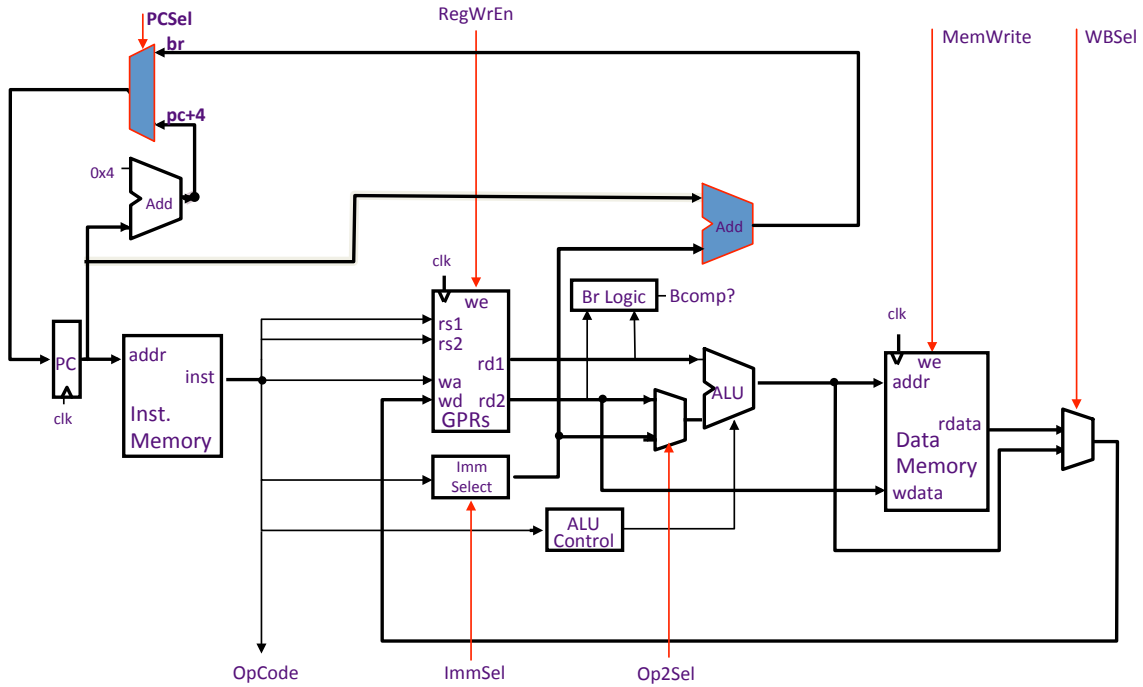 RegWrEn
PCSel
br
MemWrite
WBSel
pc+4
0x4
Add
Add
clk
we
Br Logic
Bcomp?
clk
rs1
rs2
we
PC
addr
inst
rd1
addr
wa
wd
rd2
ALU
clk
Inst.
Memory
GPRs
rdata
Data
Memory
Imm
Select
wdata
ALU
Control
OpCode
ImmSel
Op2Sel